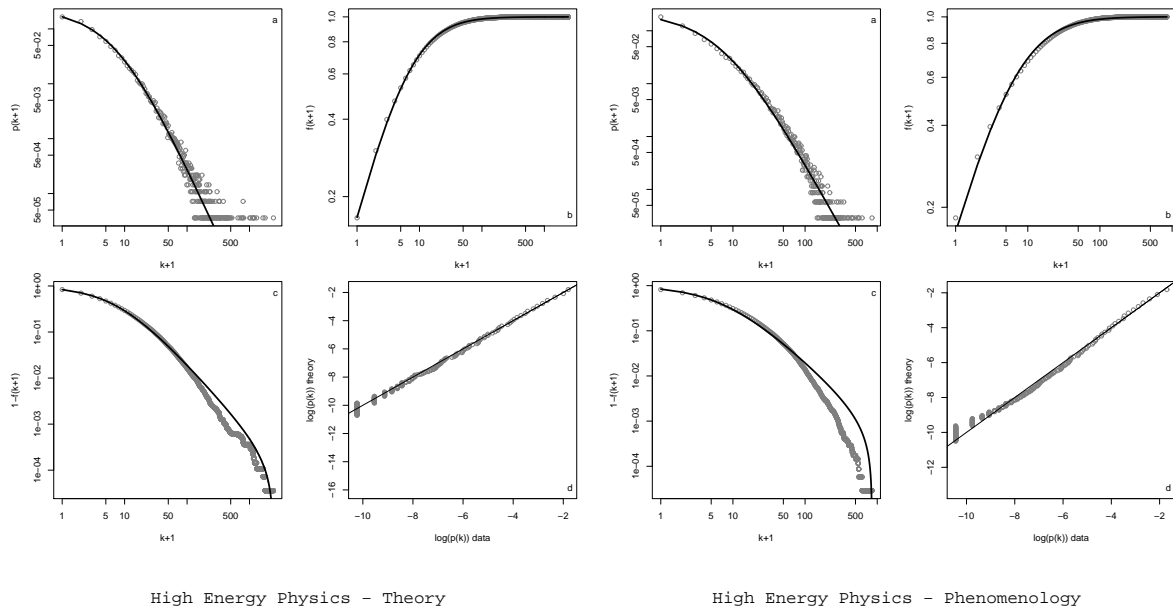 a
p(k+1)
5e−02
5e−03
5e−04
5e−05
1 5 10 50 500
k+1
f(k+1)
1.0
0.8
0.6
0.4
0.2
b
1 5 10 50 500
k+1
c
1−f(k+1)
1e+00
1e−01
1e−02
1e−03
1e−04
1 5 10 50 500
k+1
log(p(k)) theory
−2
−4
−6
−8
−10
−12
−14
−16
d
−10 −8 −6 −4 −2
log(p(k)) data
High Energy Physics − Theory
a
p(k+1)
5e−02
5e−03
5e−04
5e−05
1 5 10 50 100 500
k+1
f(k+1)
1.0
0.8
0.6
0.4
0.2
b
1 5 10 50 100 500
k+1
c
1−f(k+1)
1e+00
1e−01
1e−02
1e−03
1e−04
1 5 10 50 100 500
k+1
log(p(k)) theory
−2
−4
−6
−8
−10
−12
d
−10 −8 −6 −4 −2
log(p(k)) data
High Energy Physics − Phenomenology